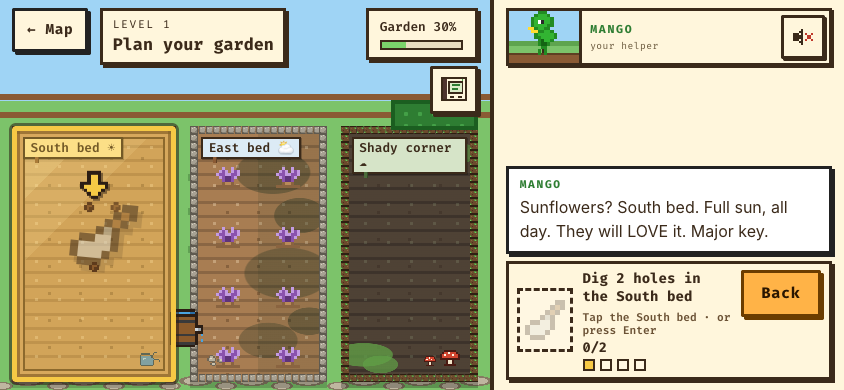 ← Map
LEVEL 1
Plan your garden
Garden 30%
South bed ☀
East bed ⛅
Shady corner
☁
MANGO
your helper
MANGO
Sunflowers? South bed. Full sun, all
day. They will LOVE it. Major key.
Dig 2 holes in
the South bed
Tap the South bed · or
press Enter
0/2
Back